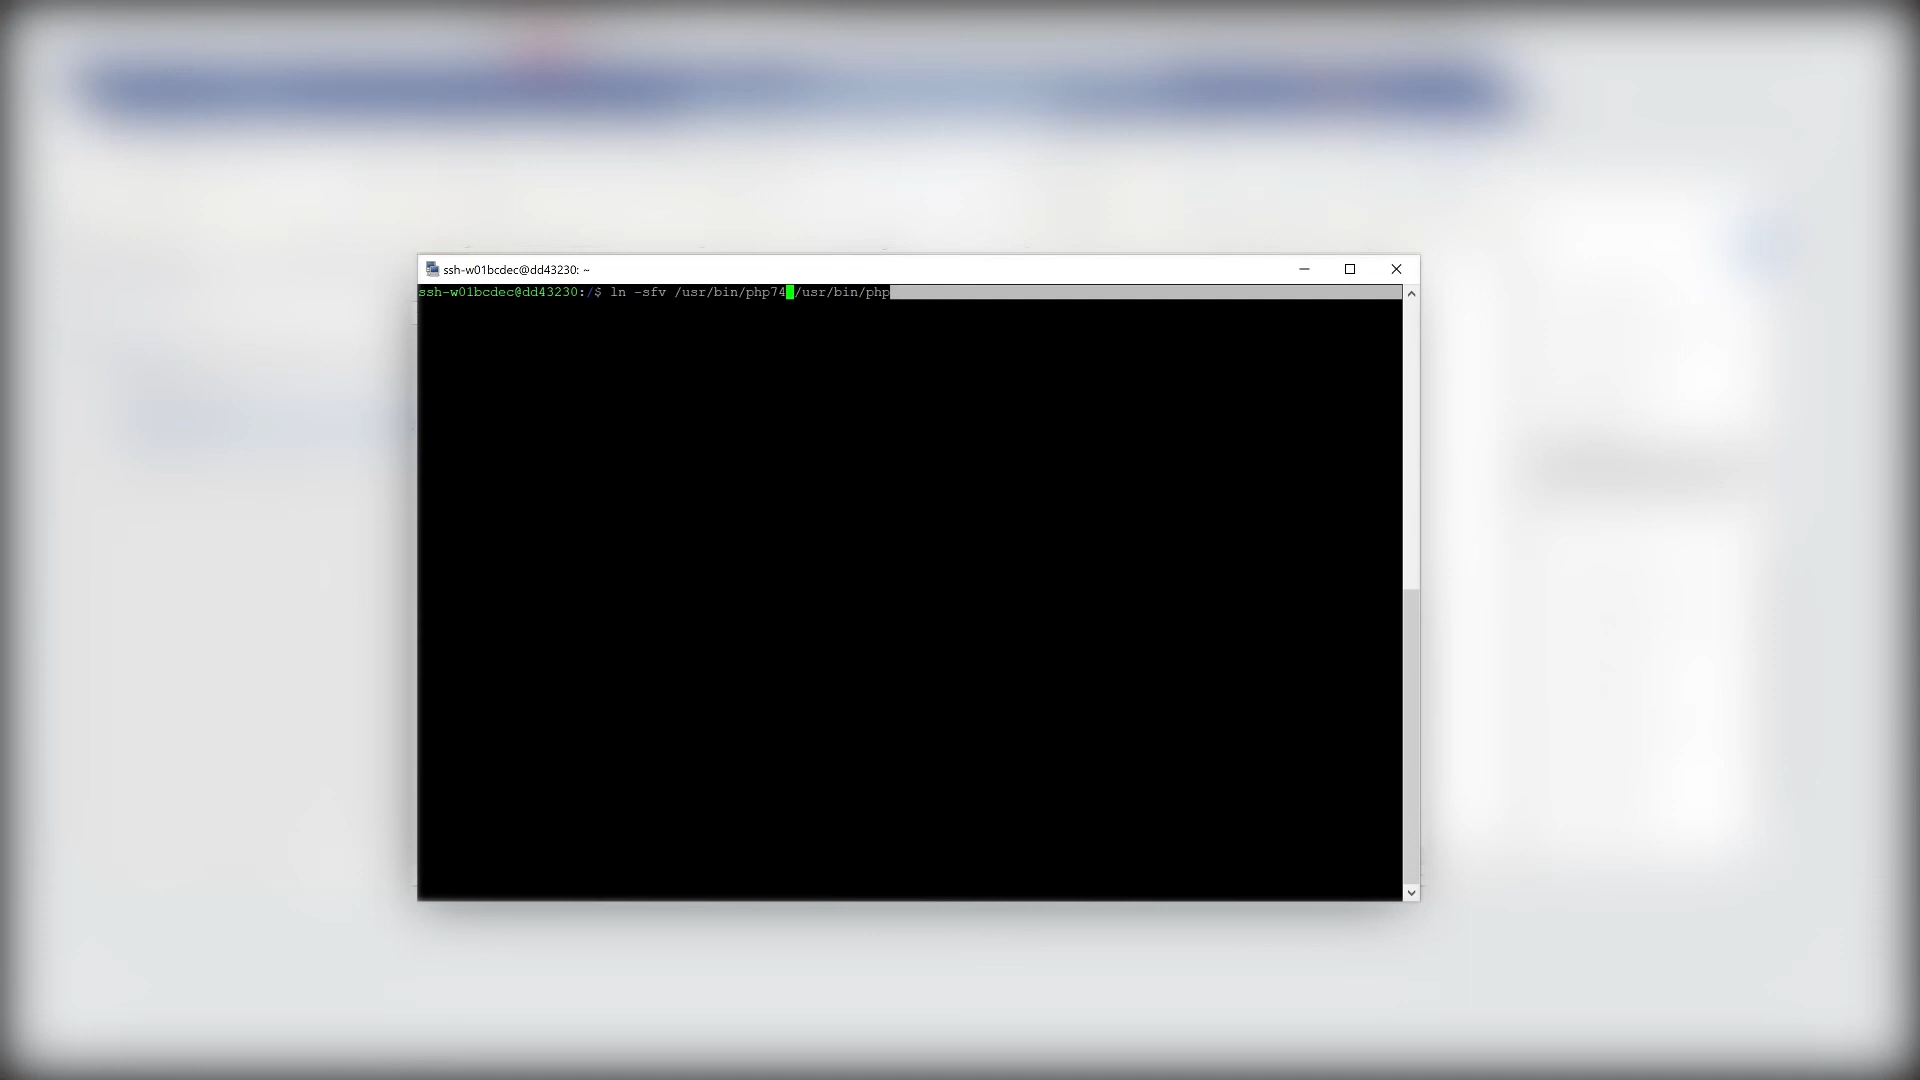 ssh-w01bcdec@dd43230: ~
ssh-w01bcdec@dd43230:/$ ln -sfv /usr/bin/php74 /usr/bin/php